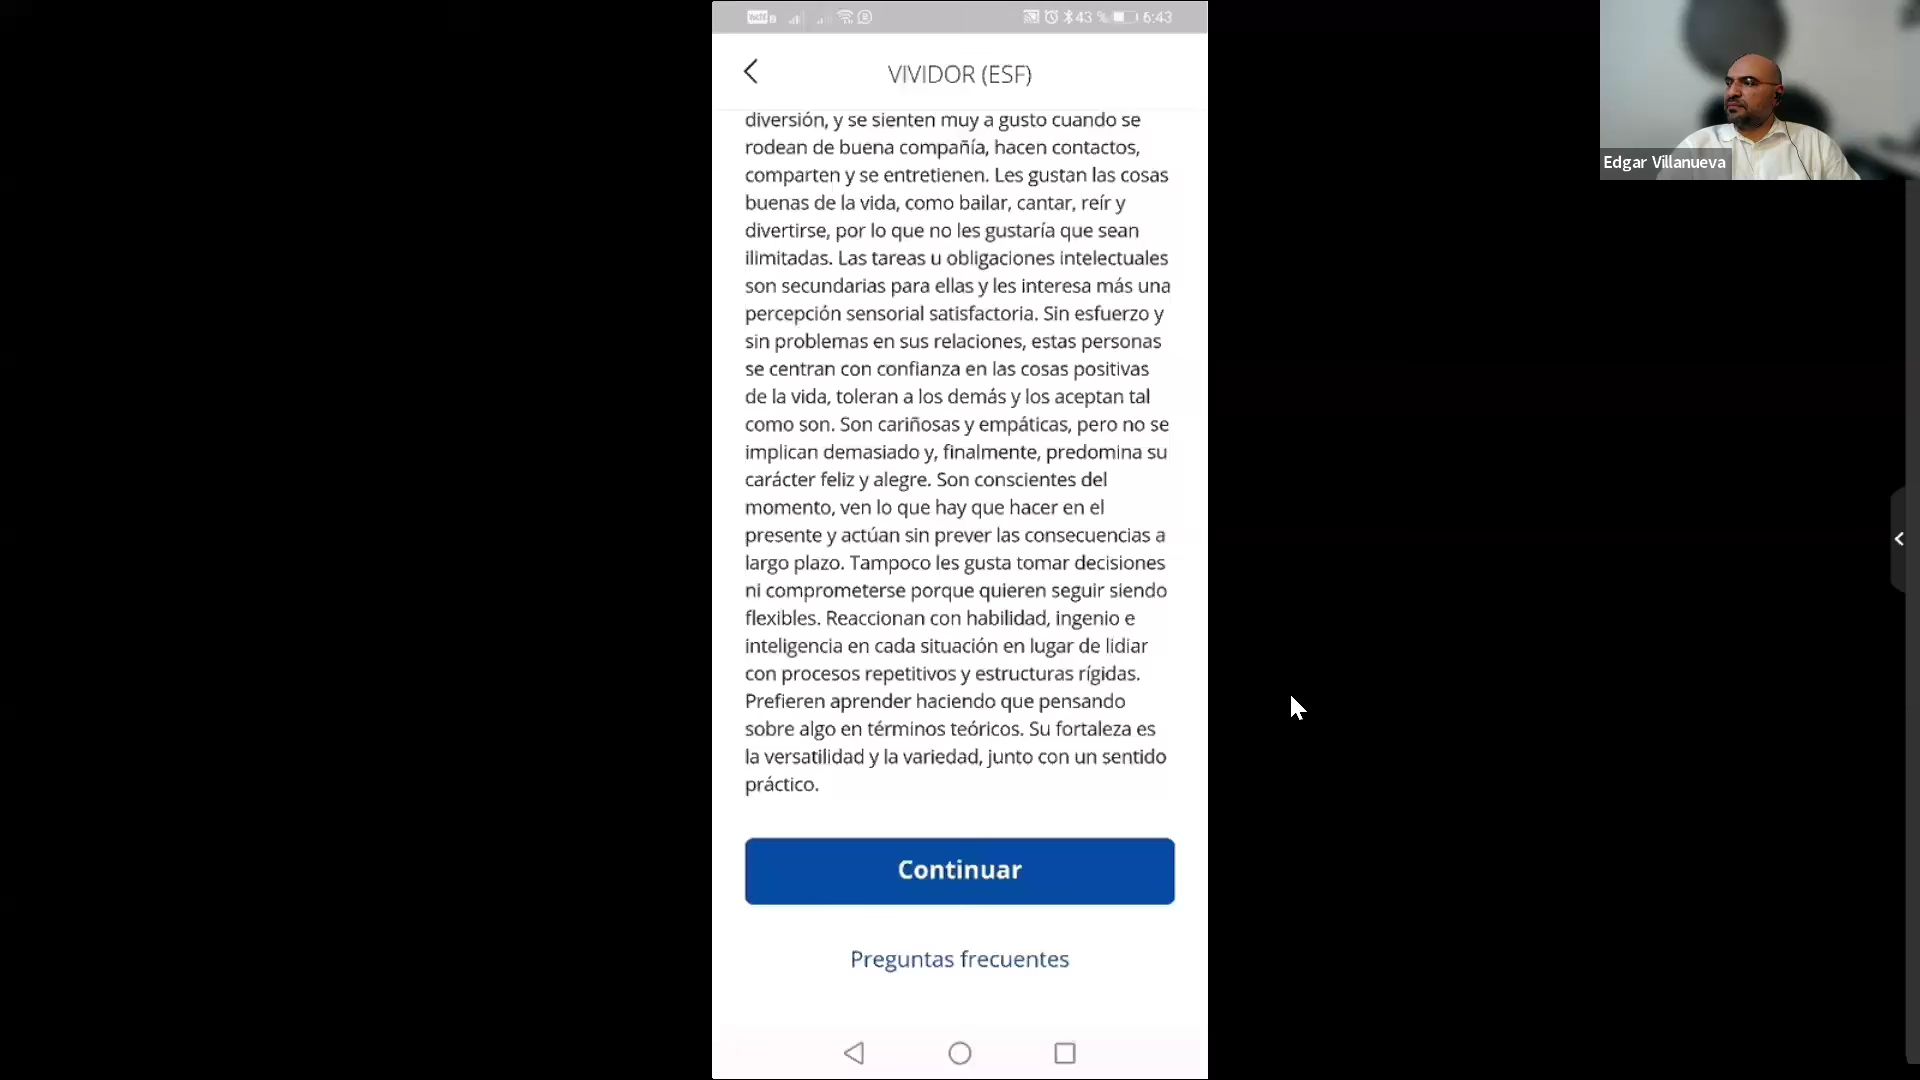 43 % 6:43
VIVIDOR (ESF)
diversión, y se sienten muy a gusto cuando se
rodean de buena compañía, hacen contactos,
comparten y se entretienen. Les gustan las cosas
buenas de la vida, como bailar, cantar, reír y
divertirse, por lo que no les gustaría que sean
ilimitadas. Las tareas u obligaciones intelectuales
son secundarias para ellas y les interesa más una
percepción sensorial satisfactoria. Sin esfuerzo y
sin problemas en sus relaciones, estas personas
se centran con confianza en las cosas positivas
de la vida, toleran a los demás y los aceptan tal
como son. Son cariñosas y empáticas, pero no se
implican demasiado y, finalmente, predomina su
carácter feliz y alegre. Son conscientes del
momento, ven lo que hay que hacer en el
presente y actúan sin prever las consecuencias a
largo plazo. Tampoco les gusta tomar decisiones
ni comprometerse porque quieren seguir siendo
flexibles. Reaccionan con habilidad, ingenio e
inteligencia en cada situación en lugar de lidiar
con procesos repetitivos y estructuras rígidas.
Prefieren aprender haciendo que pensando
sobre algo en términos teóricos. Su fortaleza es
la versatilidad y la variedad, junto con un sentido
práctico.
Continuar
Preguntas frecuentes
Edgar Villanueva